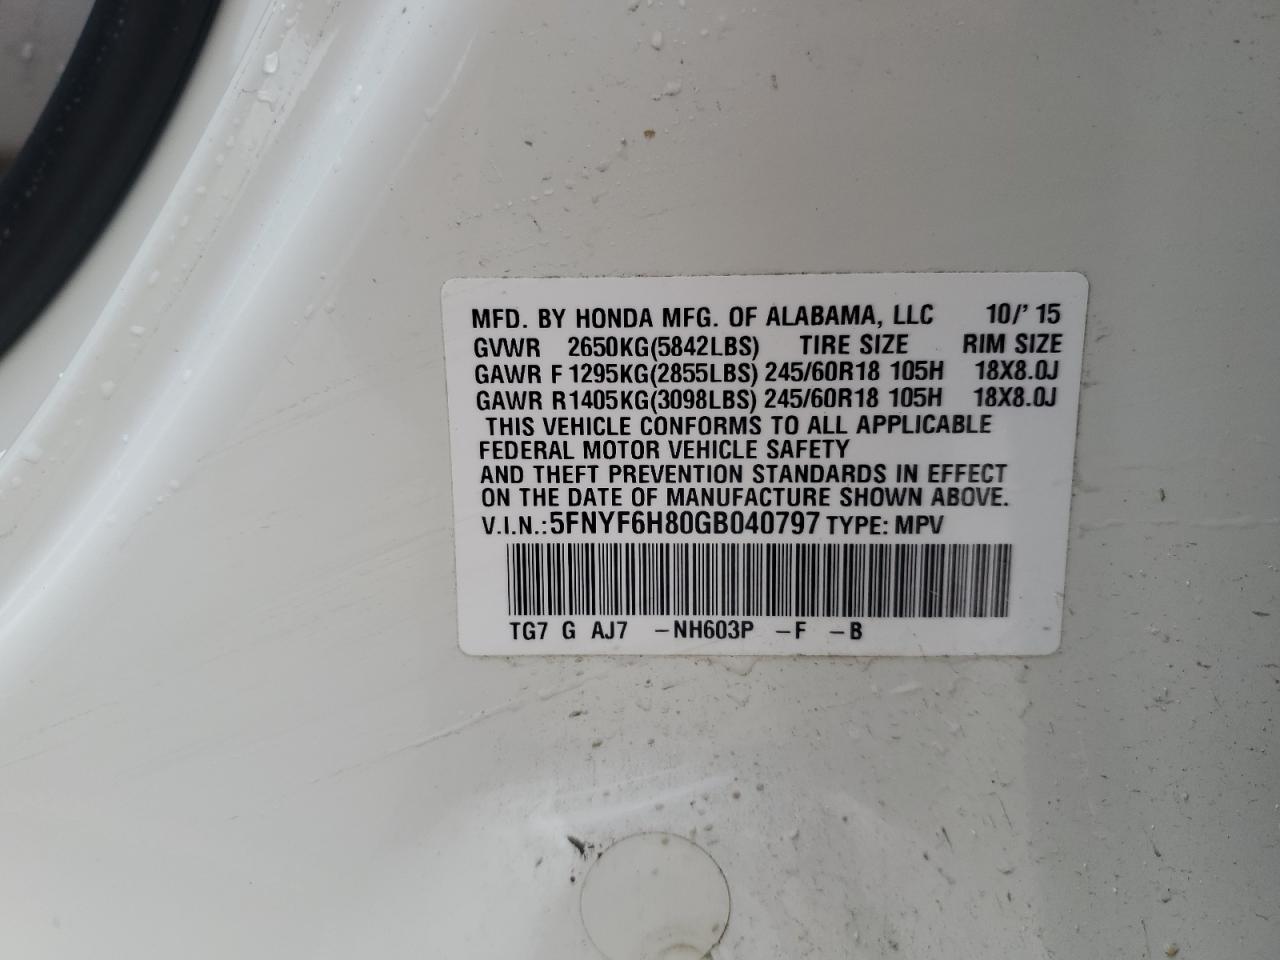 MFD. BY HONDA MFG. OF ALABAMA, LLC 10/' 15
GVWR 2650KG(5842LBS) TIRE SIZE RIM SIZE
GAWR F 1295KG(2855LBS) 245/60R18 105H 18X8.0J
GAWR R1405KG(3098LBS) 245/60R18 105H 18X8.0J
THIS VEHICLE CONFORMS TO ALL APPLICABLE
FEDERAL MOTOR VEHICLE SAFETY
AND THEFT PREVENTION STANDARDS IN EFFECT
ON THE DATE OF MANUFACTURE SHOWN ABOVE.
V.I.N.: 5FNYF6H80GB040797 TYPE: MPV
TG7 G AJ7 -NH603P -F -B